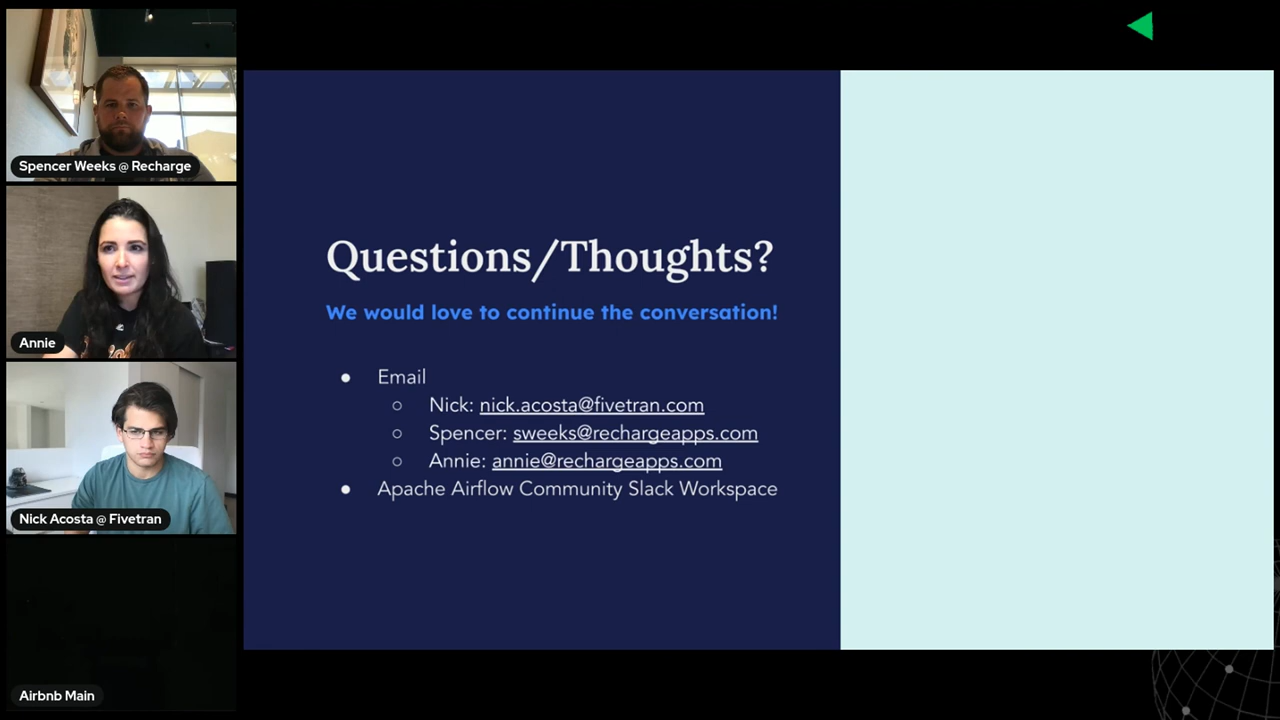 Spencer Weeks @ Recharge
Annie
Nick Acosta @ Fivetran
Airbnb Main
Questions/Thoughts?
We would love to continue the conversation!
● Email
○ Nick: nick.acosta@fivetran.com
○ Spencer: sweeks@rechargeapps.com
○ Annie: annie@rechargeapps.com
● Apache Airflow Community Slack Workspace